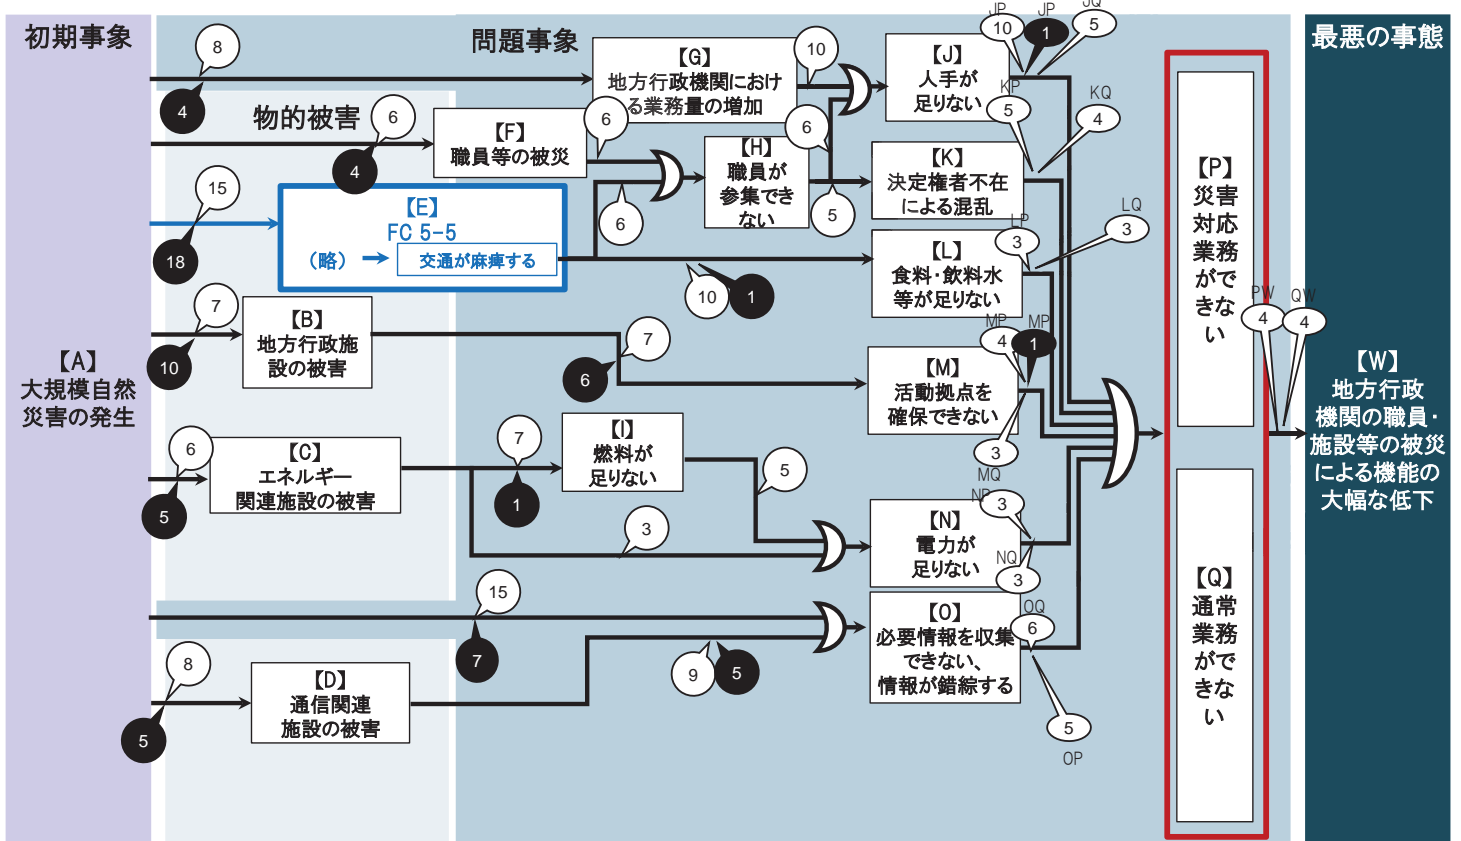 初期事象
問題事象
最悪の事態
物的被害
【A】
大規模自然
災害の発生
8
4
6
4
15
18
7
10
6
5
8
5
【G】
地方行政機関におけ
る業務量の増加
10
【F】
職員等の被災
6
【E】
FC 5-5
(略)
交通が麻痺する
6
10
1
【H】
職員が
参集でき
ない
6
5
【B】
地方行政施
設の被害
7
6
【C】
エネルギー
関連施設の被害
7
1
3
【I】
燃料が
足りない
5
15
7
【D】
通信関連
施設の被害
9
5
【J】
人手が
足りない
JP
10
JP
1
JQ
5
【K】
決定権者不在
による混乱
KP
5
KQ
4
【L】
食料・飲料水
等が足りない
LP
3
LQ
3
【M】
活動拠点を
確保できない
MP
4
MP
1
3
MQ
【N】
電力が
足りない
NP
3
NQ
3
【O】
必要情報を収集
できない、
情報が錯綜する
OQ
6
5
OP
【P】
災害
対応
業務
がで
きな
い
【Q】
通常
業務
がで
きな
い
PW
4
QW
4
【W】
地方行政
機関の職員・
施設等の被災
による機能の
大幅な低下